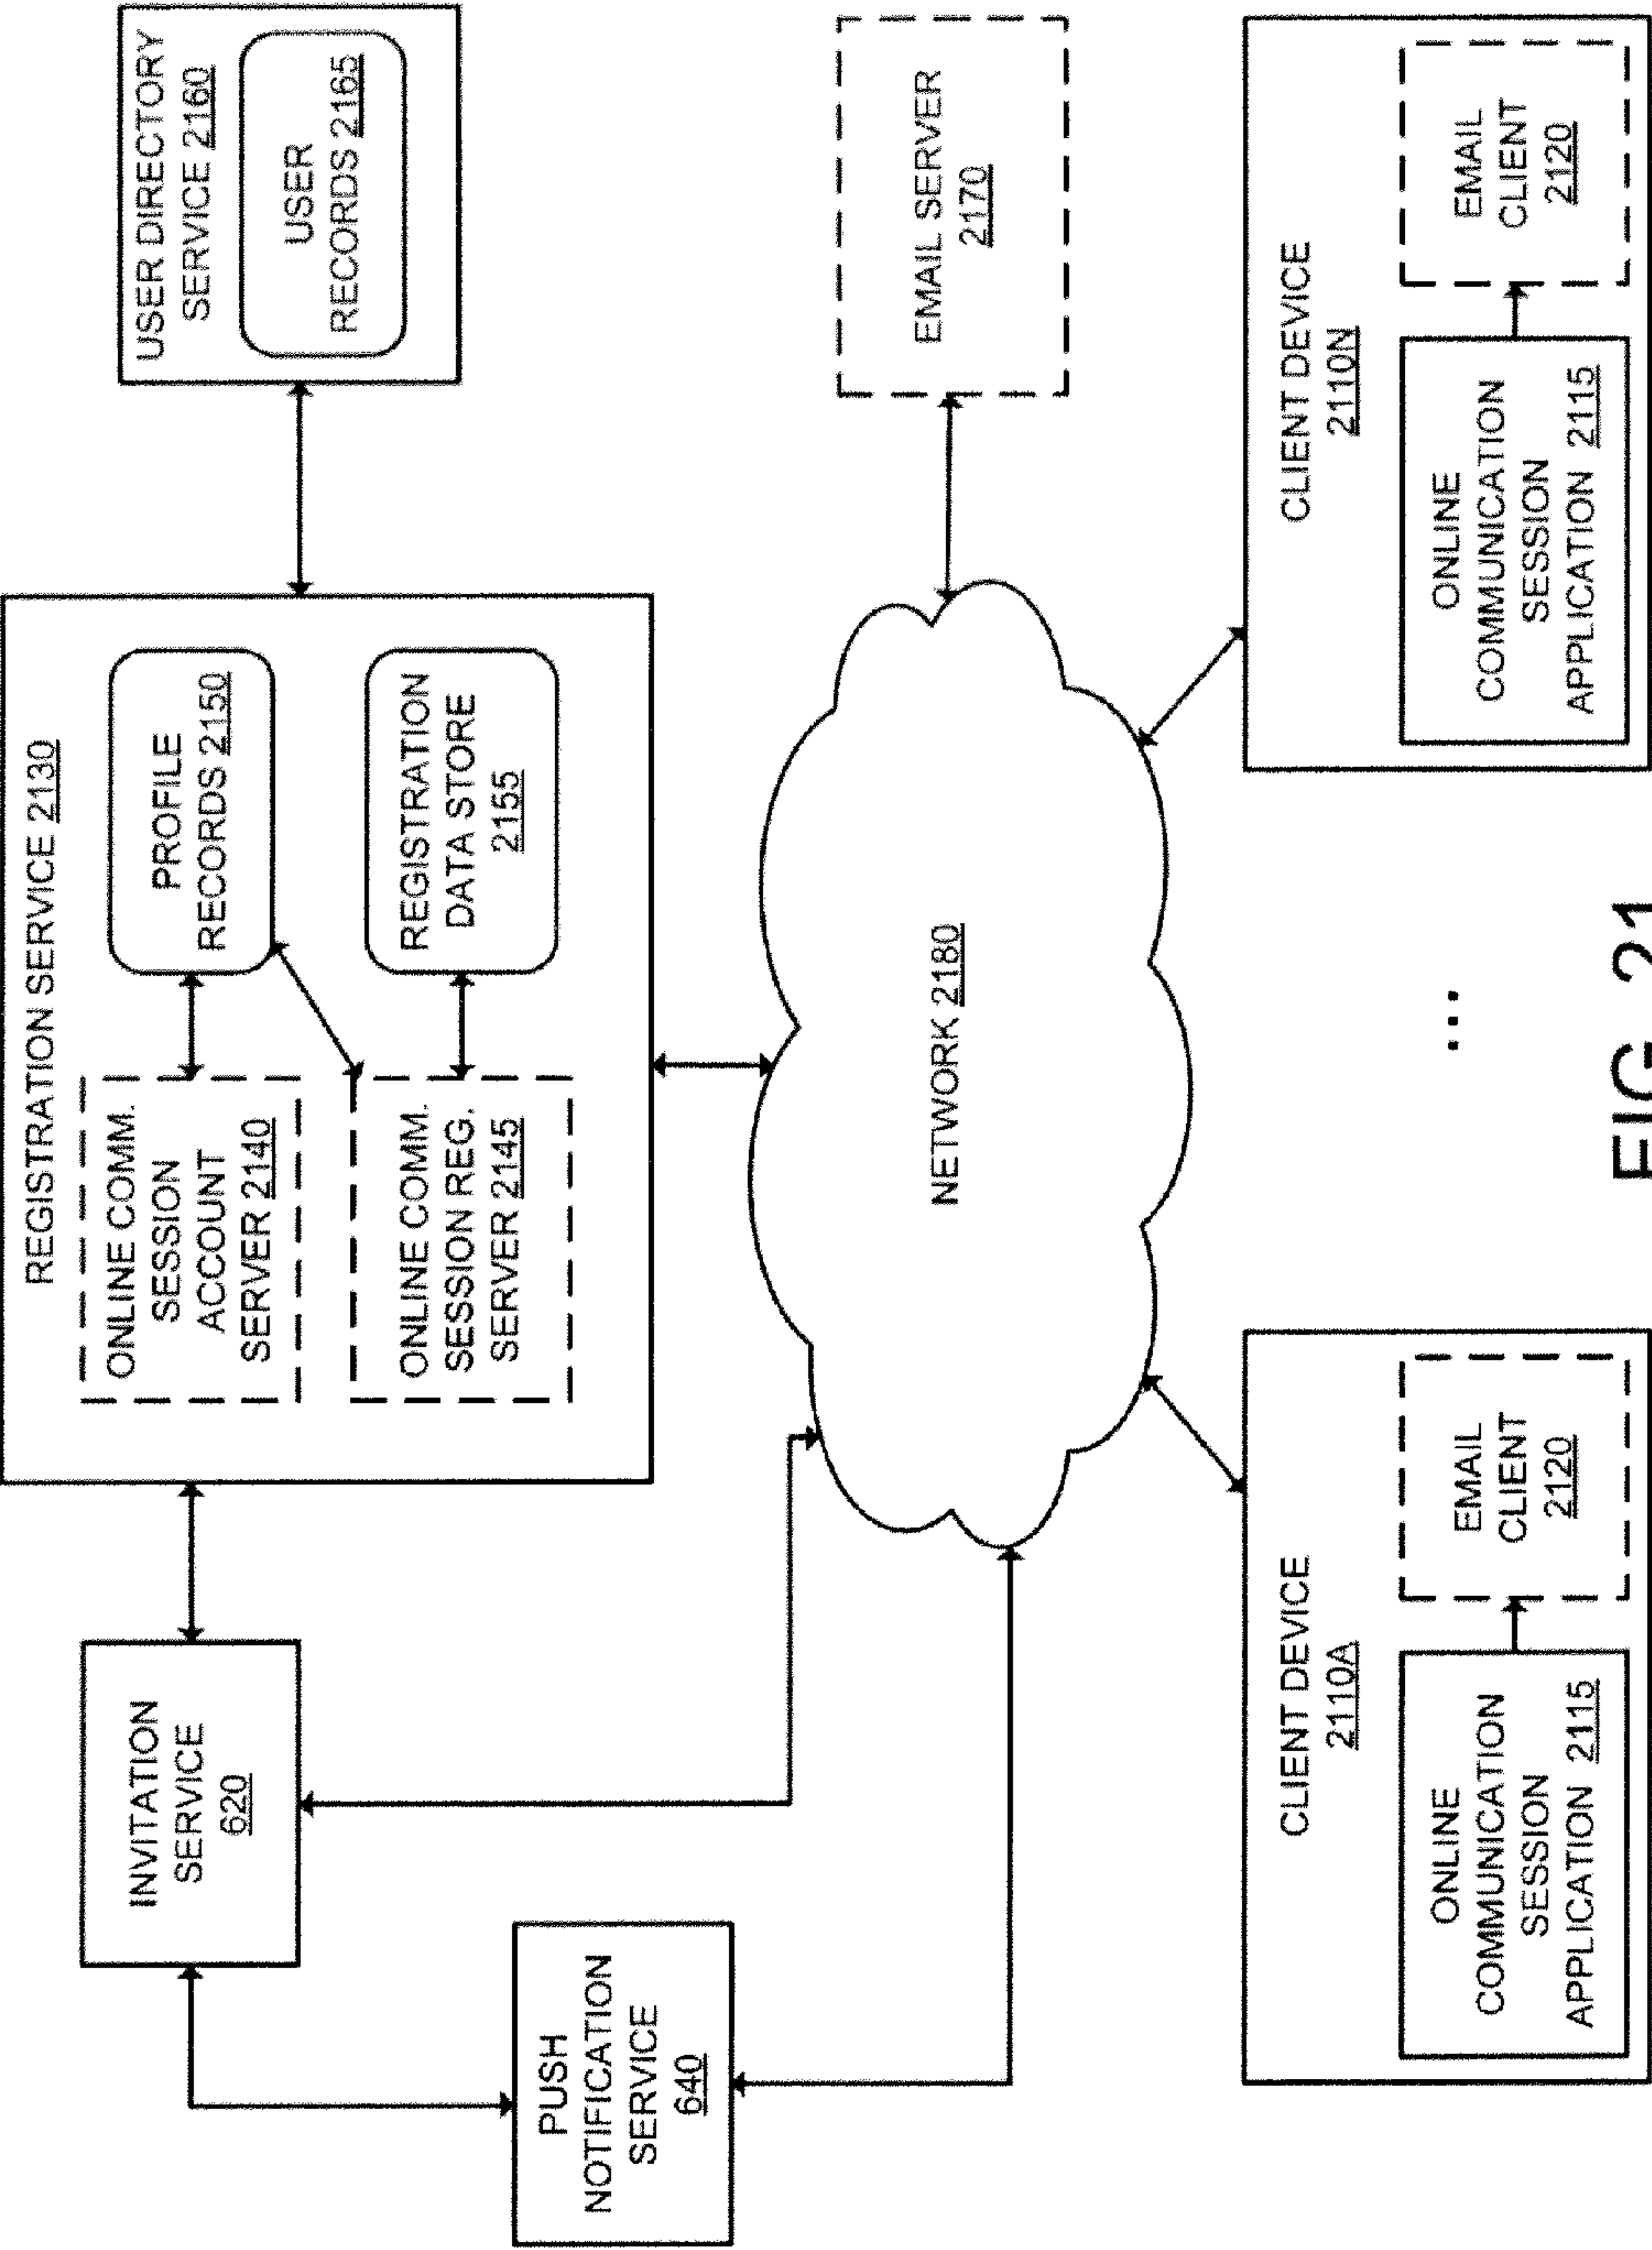 PUSH
NOTIFICATION
SERVICE
640
INVITATION
SERVICE
620
REGISTRATION SERVICE 2130
ONLINE COMM.
SESSION
ACCOUNT
SERVER 2140
PROFILE
RECORDS 2150
ONLINE COMM.
SESSION REG.
SERVER 2145
REGISTRATION
DATA STORE
2155
USER DIRECTORY
SERVICE 2160
USER
RECORDS 2165
NETWORK 2180
EMAIL SERVER
2170
CLIENT DEVICE
2110A
ONLINE
COMMUNICATION
SESSION
APPLICATION 2115
EMAIL
CLIENT
2120
...
CLIENT DEVICE
2110N
ONLINE
COMMUNICATION
SESSION
APPLICATION 2115
EMAIL
CLIENT
2120
FIG. 21